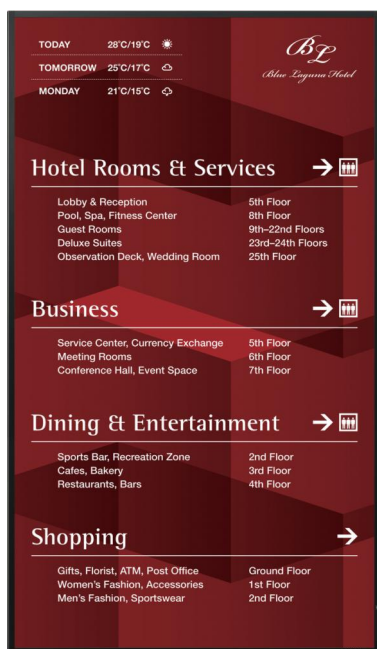 TODAY 28°C/19°C
TOMORROW 25°C/17°C
MONDAY 21°C/15°C
BL
Blue Laguna Hotel
Hotel Rooms & Services
Lobby & Reception 5th Floor
Pool, Spa, Fitness Center 8th Floor
Guest Rooms 9th–22nd Floors
Deluxe Suites 23rd–24th Floors
Observation Deck, Wedding Room 25th Floor
Business
Service Center, Currency Exchange 5th Floor
Meeting Rooms 6th Floor
Conference Hall, Event Space 7th Floor
Dining & Entertainment
Sports Bar, Recreation Zone 2nd Floor
Cafes, Bakery 3rd Floor
Restaurants, Bars 4th Floor
Shopping
Gifts, Florist, ATM, Post Office Ground Floor
Women's Fashion, Accessories 1st Floor
Men's Fashion, Sportswear 2nd Floor